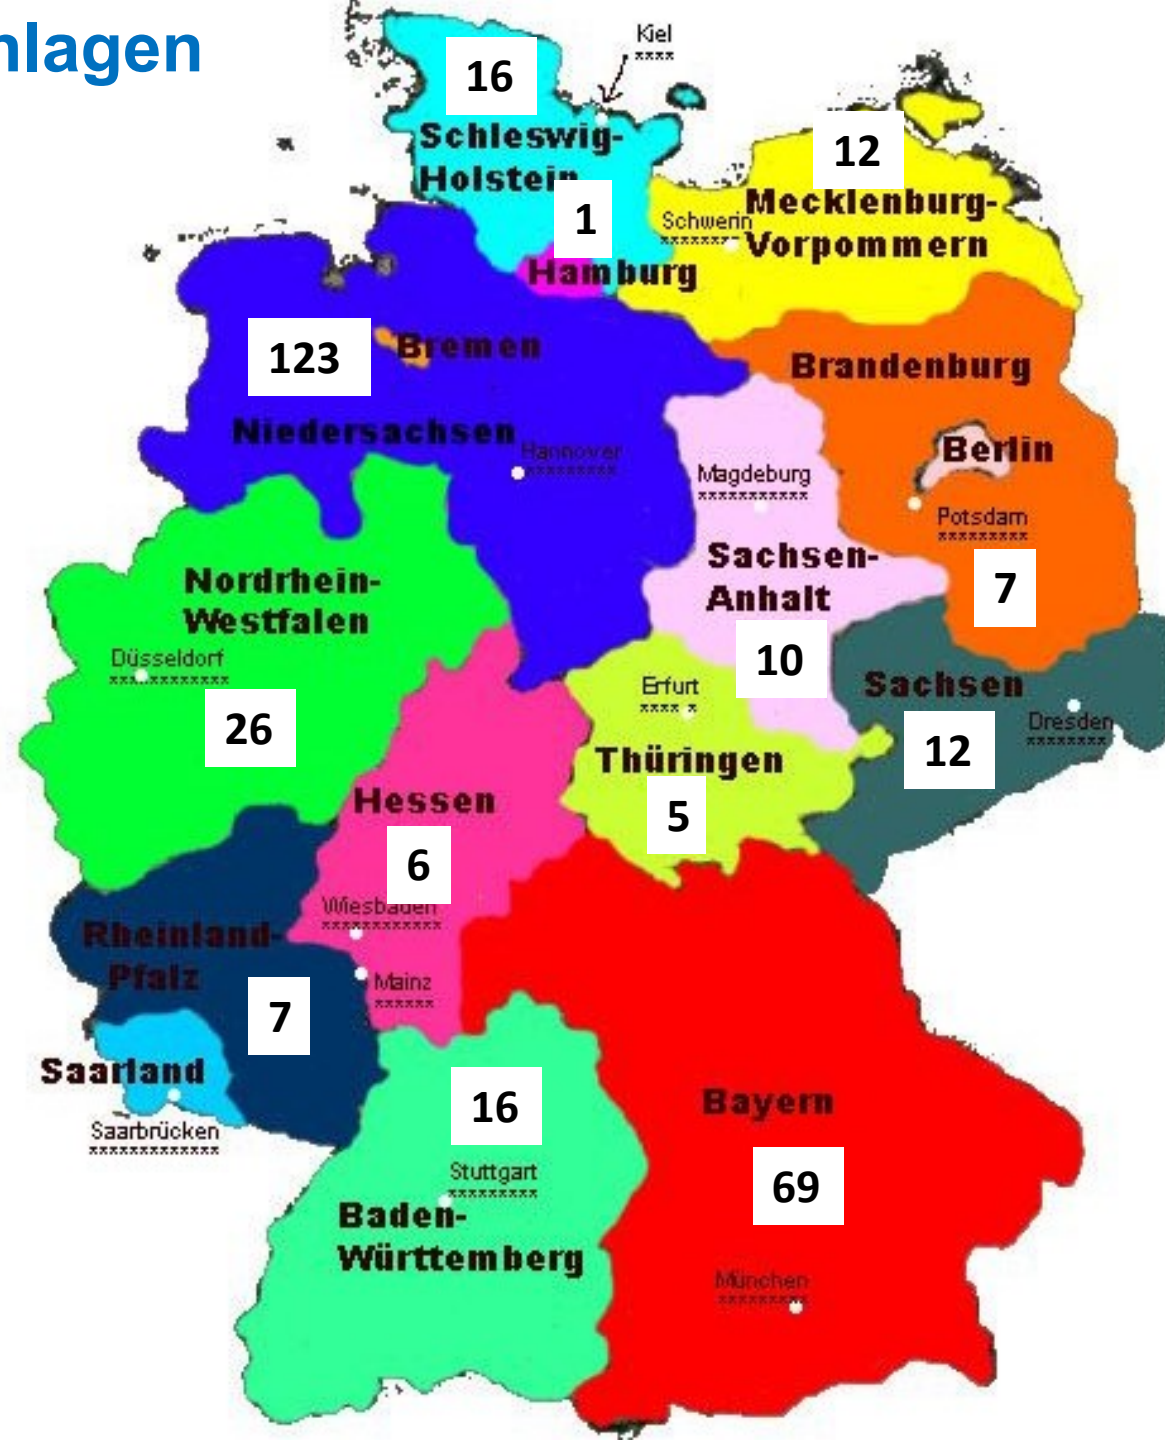 nlagen
Kiel
16
Schleswig-
Holstein
12
Mecklenburg-
Vorpommern
1
Schwerin
Hamburg
123
Bremen
Brandenburg
Niedersachsen
Hannover
Berlin
Magdeburg
Potsdam
Nordrhein-
Westfalen
Sachsen-
Anhalt
7
Düsseldorf
10
Erfurt
Sachsen
26
Dresden
Thüringen
12
Hessen
5
6
Wiesbaden
Rheinland-
Pfalz
Mainz
7
Saarland
Saarbrücken
16
Bayern
Stuttgart
69
Baden-
Württemberg
München